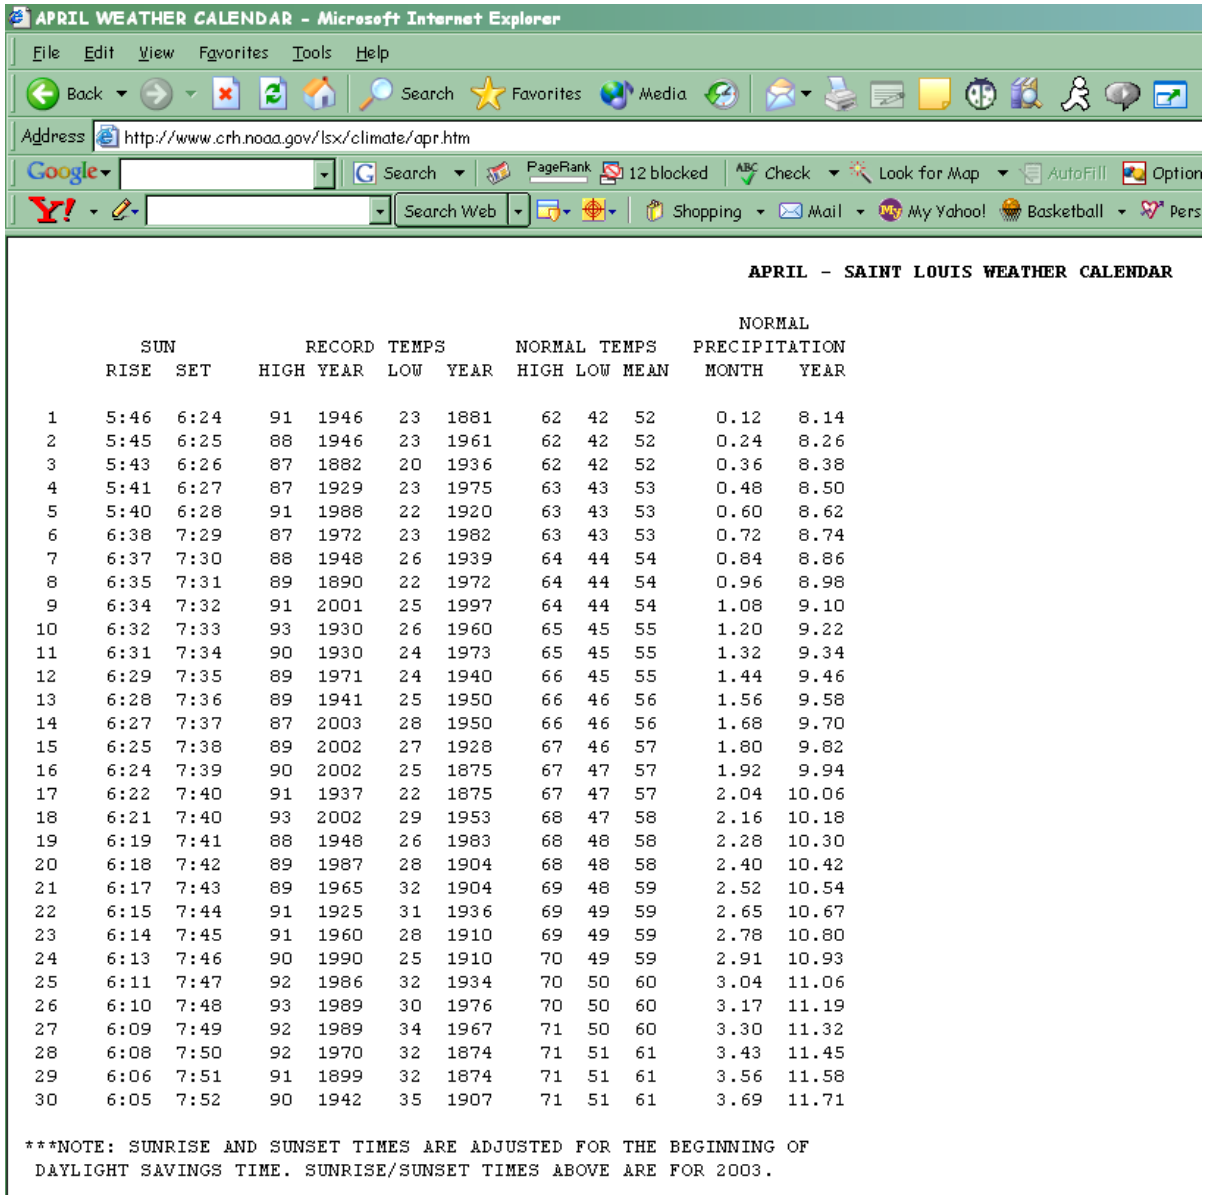 APRIL WEATHER CALENDAR - Microsoft Internet Explorer
File Edit View Favorites Tools Help
Back Search Favorites Media
Address http://www.crh.noaa.gov/lsx/climate/apr.htm
Google G Search PageRank 12 blocked ABC Check Look for Map AutoFill Option
Y! Search Web Shopping Mail My Yahoo! Basketball Pers
APRIL - SAINT LOUIS WEATHER CALENDAR
NORMAL
SUN RECORD TEMPS NORMAL TEMPS PRECIPITATION
RISE SET HIGH YEAR LOW YEAR HIGH LOW MEAN MONTH YEAR
1 5:46 6:24 91 1946 23 1881 62 42 52 0.12 8.14
2 5:45 6:25 88 1946 23 1961 62 42 52 0.24 8.26
3 5:43 6:26 87 1882 20 1936 62 42 52 0.36 8.38
4 5:41 6:27 87 1929 23 1975 63 43 53 0.48 8.50
5 5:40 6:28 91 1988 22 1920 63 43 53 0.60 8.62
6 6:38 7:29 87 1972 23 1982 63 43 53 0.72 8.74
7 6:37 7:30 88 1948 26 1939 64 44 54 0.84 8.86
8 6:35 7:31 89 1890 22 1972 64 44 54 0.96 8.98
9 6:34 7:32 91 2001 25 1997 64 44 54 1.08 9.10
10 6:32 7:33 93 1930 26 1960 65 45 55 1.20 9.22
11 6:31 7:34 90 1930 24 1973 65 45 55 1.32 9.34
12 6:29 7:35 89 1971 24 1940 66 45 55 1.44 9.46
13 6:28 7:36 89 1941 25 1950 66 46 56 1.56 9.58
14 6:27 7:37 87 2003 28 1950 66 46 56 1.68 9.70
15 6:25 7:38 89 2002 27 1928 67 46 57 1.80 9.82
16 6:24 7:39 90 2002 25 1875 67 47 57 1.92 9.94
17 6:22 7:40 91 1937 22 1875 67 47 57 2.04 10.06
18 6:21 7:40 93 2002 29 1953 68 47 58 2.16 10.18
19 6:19 7:41 88 1948 26 1983 68 48 58 2.28 10.30
20 6:18 7:42 89 1987 28 1904 68 48 58 2.40 10.42
21 6:17 7:43 89 1965 32 1904 69 48 59 2.52 10.54
22 6:15 7:44 91 1925 31 1936 69 49 59 2.65 10.67
23 6:14 7:45 91 1960 28 1910 69 49 59 2.78 10.80
24 6:13 7:46 90 1990 25 1910 70 49 59 2.91 10.93
25 6:11 7:47 92 1986 32 1934 70 50 60 3.04 11.06
26 6:10 7:48 93 1989 30 1976 70 50 60 3.17 11.19
27 6:09 7:49 92 1989 34 1967 71 50 60 3.30 11.32
28 6:08 7:50 92 1970 32 1874 71 51 61 3.43 11.45
29 6:06 7:51 91 1899 32 1874 71 51 61 3.56 11.58
30 6:05 7:52 90 1942 35 1907 71 51 61 3.69 11.71
***NOTE: SUNRISE AND SUNSET TIMES ARE ADJUSTED FOR THE BEGINNING OF
DAYLIGHT SAVINGS TIME. SUNRISE/SUNSET TIMES ABOVE ARE FOR 2003.